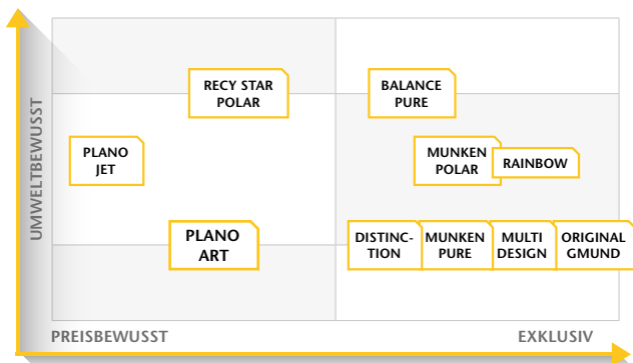 UMWELTBEWUSST
RECY STAR
POLAR
BALANCE
PURE
PLANO
JET
MUNKEN
POLAR
RAINBOW
PLANO
ART
DISTINC-
TION
MUNKEN
PURE
MULTI
DESIGN
ORIGINAL
GMUND
PREISBEWUSST
EXKLUSIV